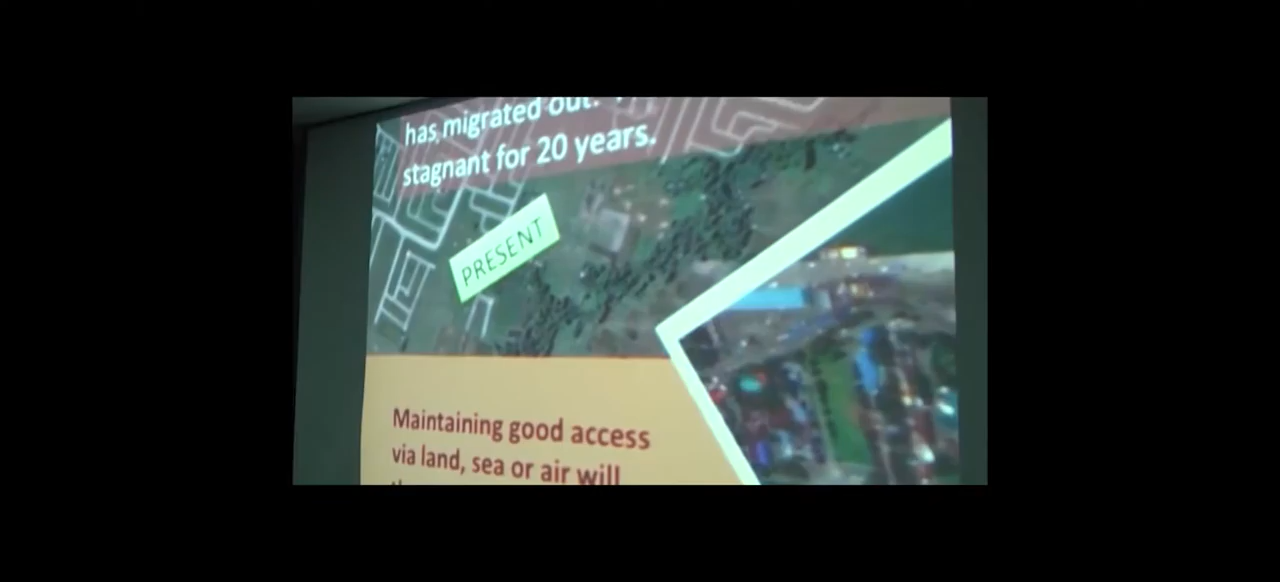 has migrated out.
stagnant for 20 years.
PRESENT
Maintaining good access
via land, sea or air will